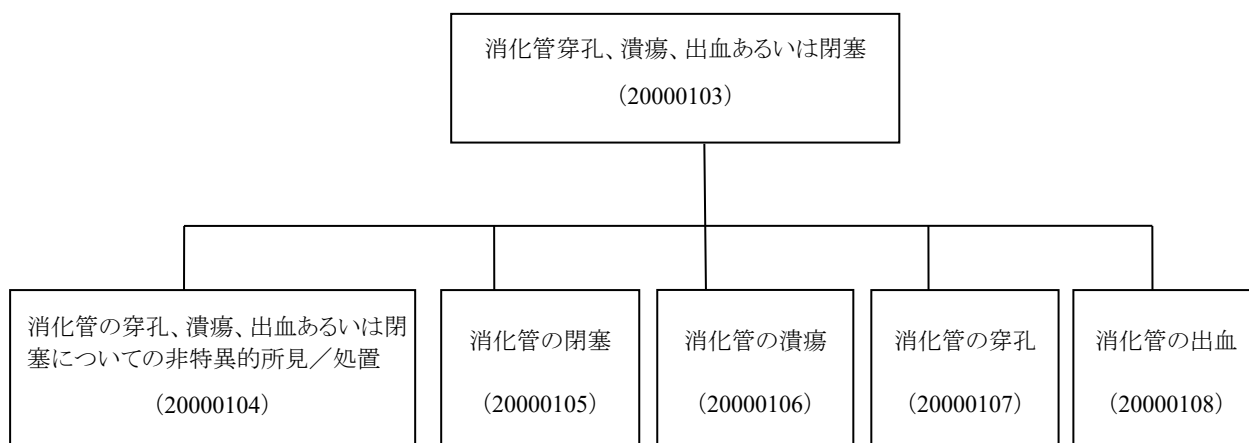 消化管穿孔、潰瘍、出血あるいは閉塞
（20000103）
消化管の穿孔、潰瘍、出血あるいは閉
塞についての非特異的所見／処置
（20000104）
消化管の閉塞
（20000105）
消化管の潰瘍
（20000106）
消化管の穿孔
（20000107）
消化管の出血
（20000108）